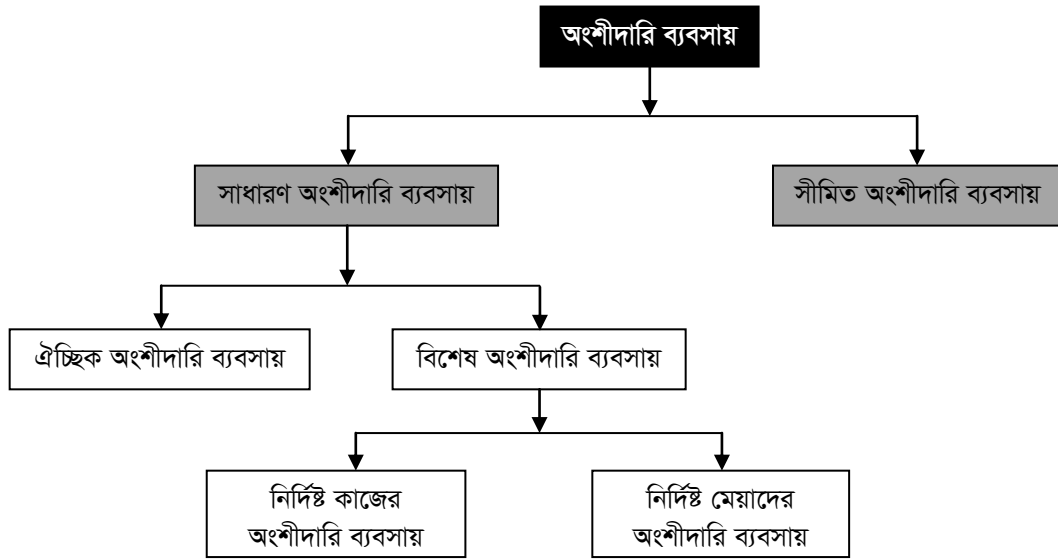 অংশীদারি ব্যবসায়
সাধারণ অংশীদারি ব্যবসায়
সীমিত অংশীদারি ব্যবসায়
ঐচ্ছিক অংশীদারি ব্যবসায়
বিশেষ অংশীদারি ব্যবসায়
নির্দিষ্ট কাজের
অংশীদারি ব্যবসায়
নির্দিষ্ট মেয়াদের
অংশীদারি ব্যবসায়